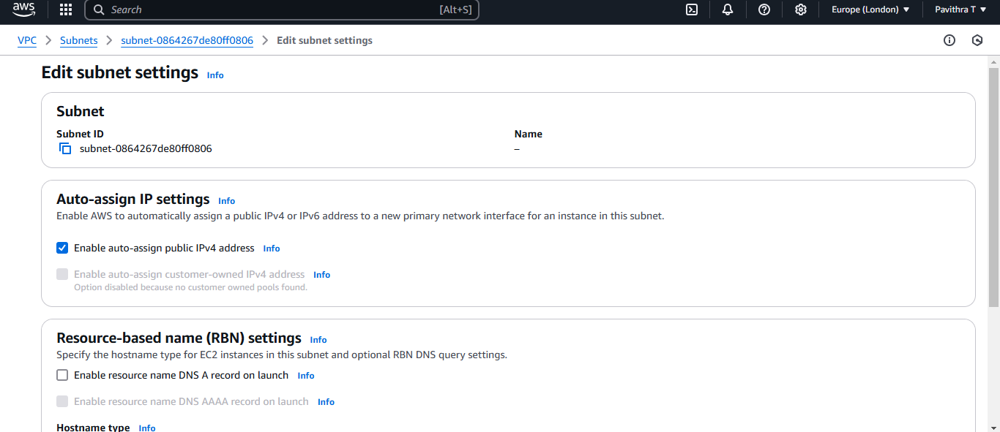 aws Search [Alt+S] Europe (London) Pavithra T
VPC Subnets subnet-0864267de80ff0806 Edit subnet settings
Edit subnet settings Info
Subnet
Subnet ID Name
subnet-0864267de80ff0806 –
Auto-assign IP settings Info
Enable AWS to automatically assign a public IPv4 or IPv6 address to a new primary network interface for an instance in this subnet.
Enable auto-assign public IPv4 address Info
Enable auto-assign customer-owned IPv4 address Info
Option disabled because no customer owned pools found.
Resource-based name (RBN) settings Info
Specify the hostname type for EC2 instances in this subnet and optional RBN DNS query settings.
Enable resource name DNS A record on launch Info
Enable resource name DNS AAAA record on launch Info
Hostname type Info